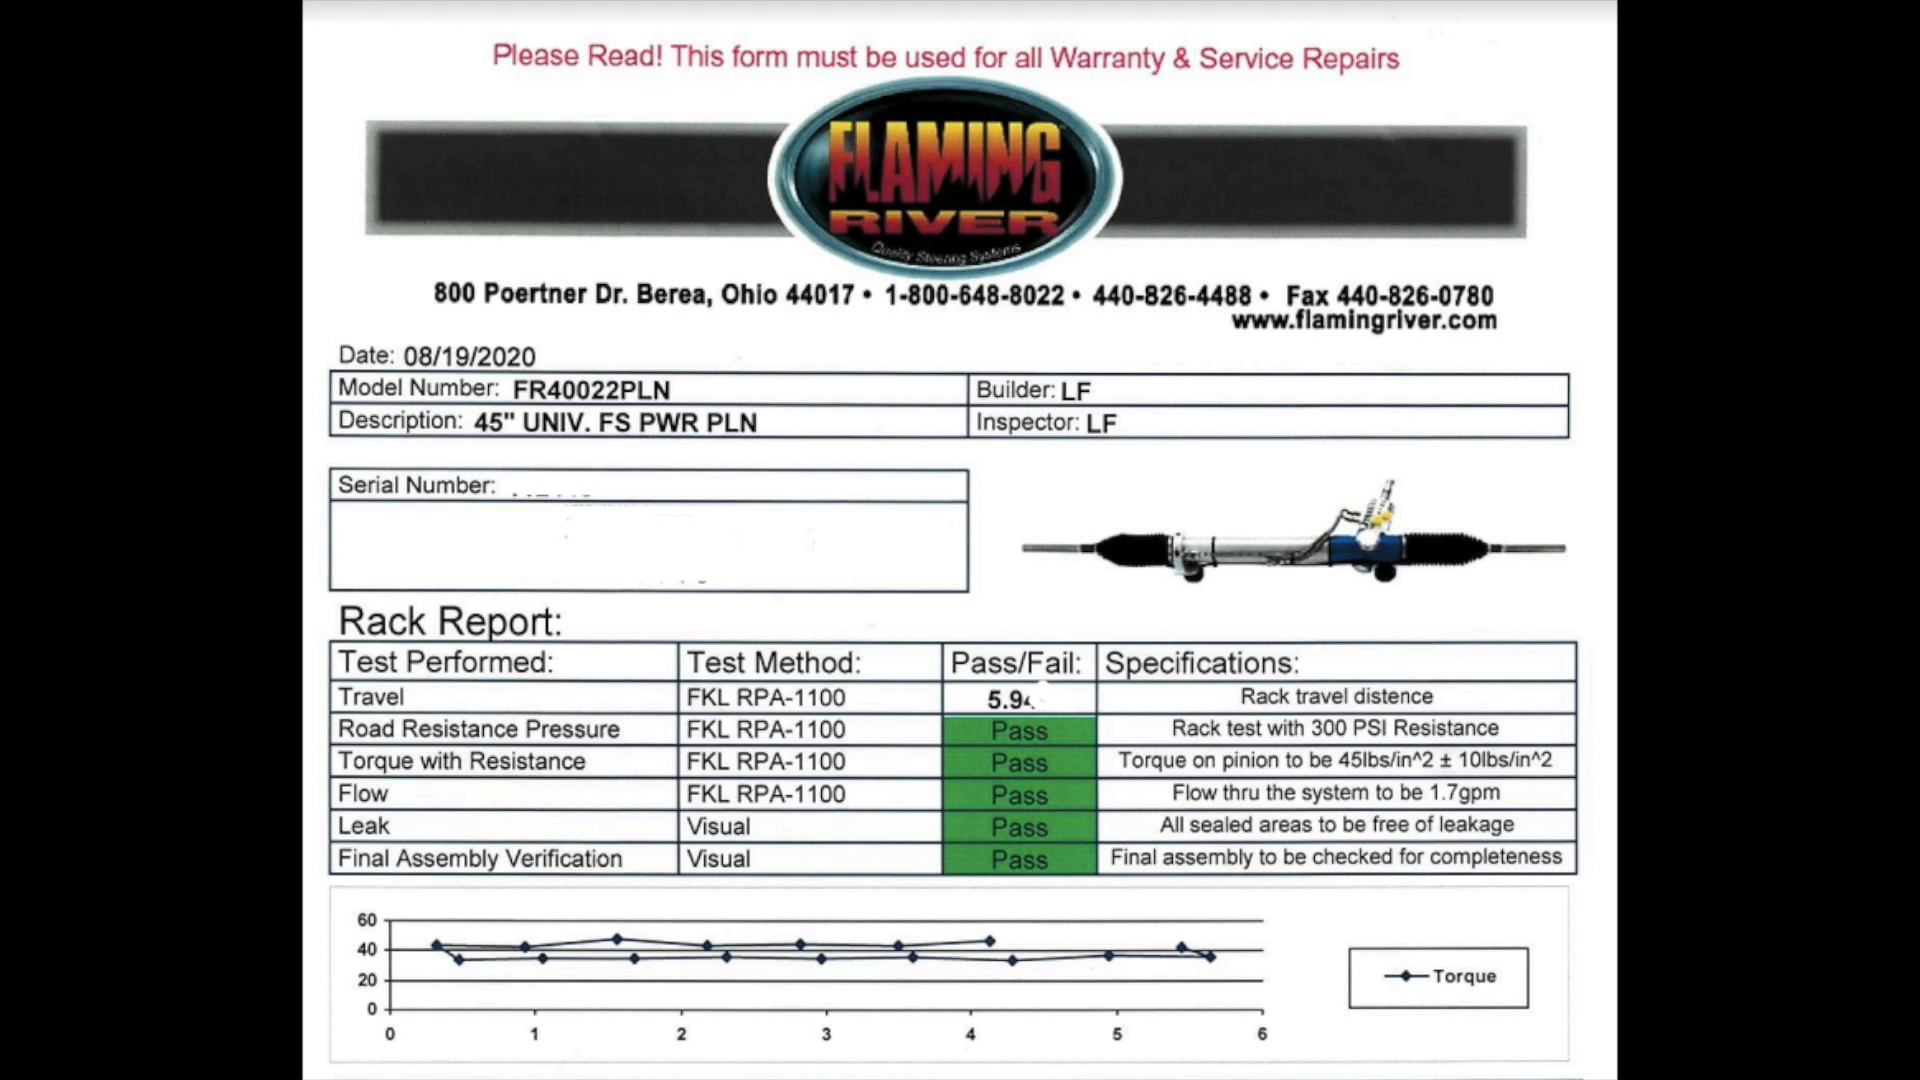 Please Read! This form must be used for all Warranty & Service Repairs
FLAMING
RIVER
Quality Steering Systems
800 Poertner Dr. Berea, Ohio 44017 • 1-800-648-8022 • 440-826-4488 • Fax 440-826-0780
www.flamingriver.com
Date: 08/19/2020
Model Number: FR40022PLN Builder: LF
Description: 45" UNIV. FS PWR PLN Inspector: LF
Serial Number:
Rack Report:
Test Performed: Test Method: Pass/Fail: Specifications:
Travel FKL RPA-1100 5.9 Rack travel distence
Road Resistance Pressure FKL RPA-1100 Pass Rack test with 300 PSI Resistance
Torque with Resistance FKL RPA-1100 Pass Torque on pinion to be 45lbs/in^2 ± 10lbs/in^2
Flow FKL RPA-1100 Pass Flow thru the system to be 1.7gpm
Leak Visual Pass All sealed areas to be free of leakage
Final Assembly Verification Visual Pass Final assembly to be checked for completeness
60
40
20
0
0 1 2 3 4 5 6
Torque